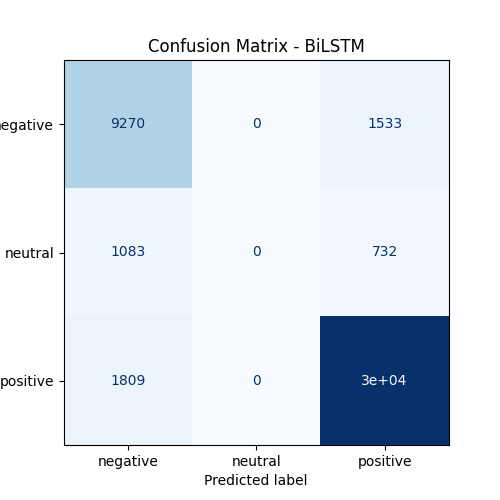 Confusion Matrix - BiLSTM
egative 9270 0 1533
neutral 1083 0 732
positive 1809 0 3e+04
negative neutral positive
Predicted label